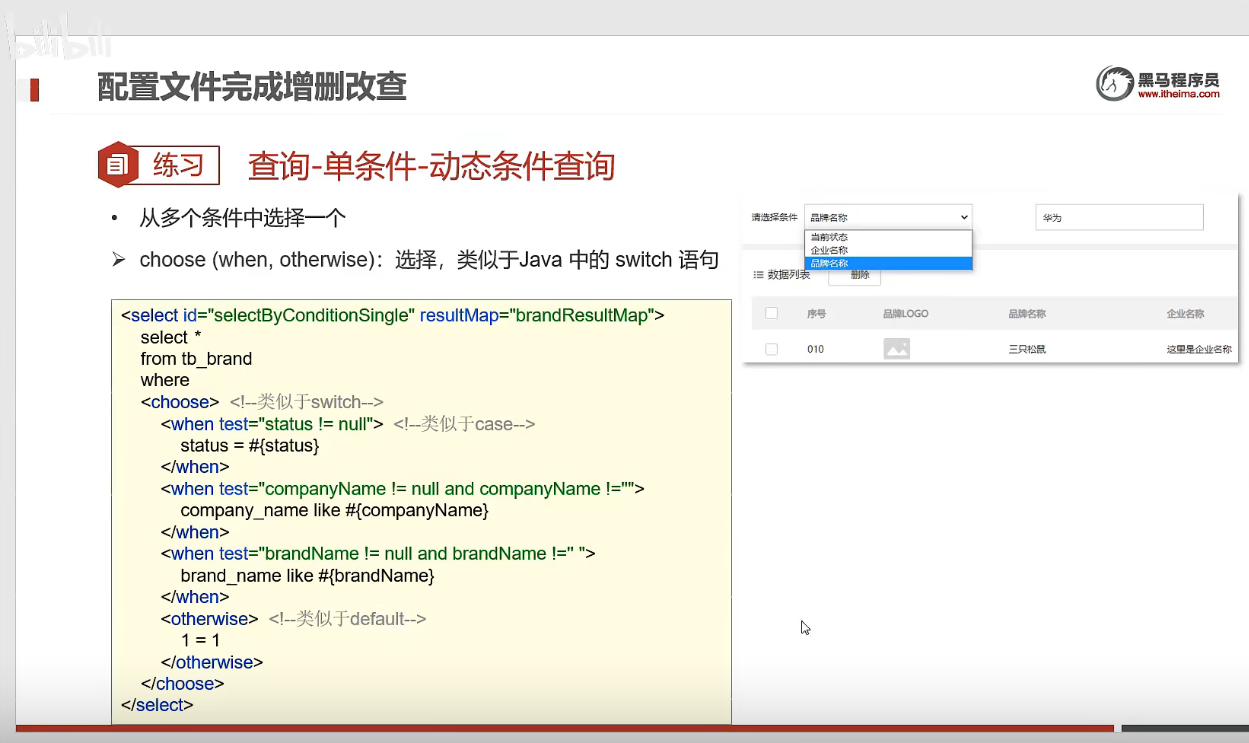 bilibili
配置文件完成增删改查
黑马程序员
www.itheima.com
练习
查询-单条件-动态条件查询
• 从多个条件中选择一个
➢ choose (when, otherwise)：选择，类似于Java 中的 switch 语句
<select id="selectByConditionSingle" resultMap="brandResultMap">
select *
from tb_brand
where
<choose> <!--类似于switch-->
<when test="status != null"> <!--类似于case-->
status = #{status}
</when>
<when test="companyName != null and companyName !=''">
company_name like #{companyName}
</when>
<when test="brandName != null and brandName !=' '">
brand_name like #{brandName}
</when>
<otherwise> <!--类似于default-->
1 = 1
</otherwise>
</choose>
</select>
请选择条件 品牌名称 华为
当前状态
企业名称
品牌名称
数据列表 删除
序号 品牌LOGO 品牌名称 企业名称
010 三只松鼠 这里是企业名称